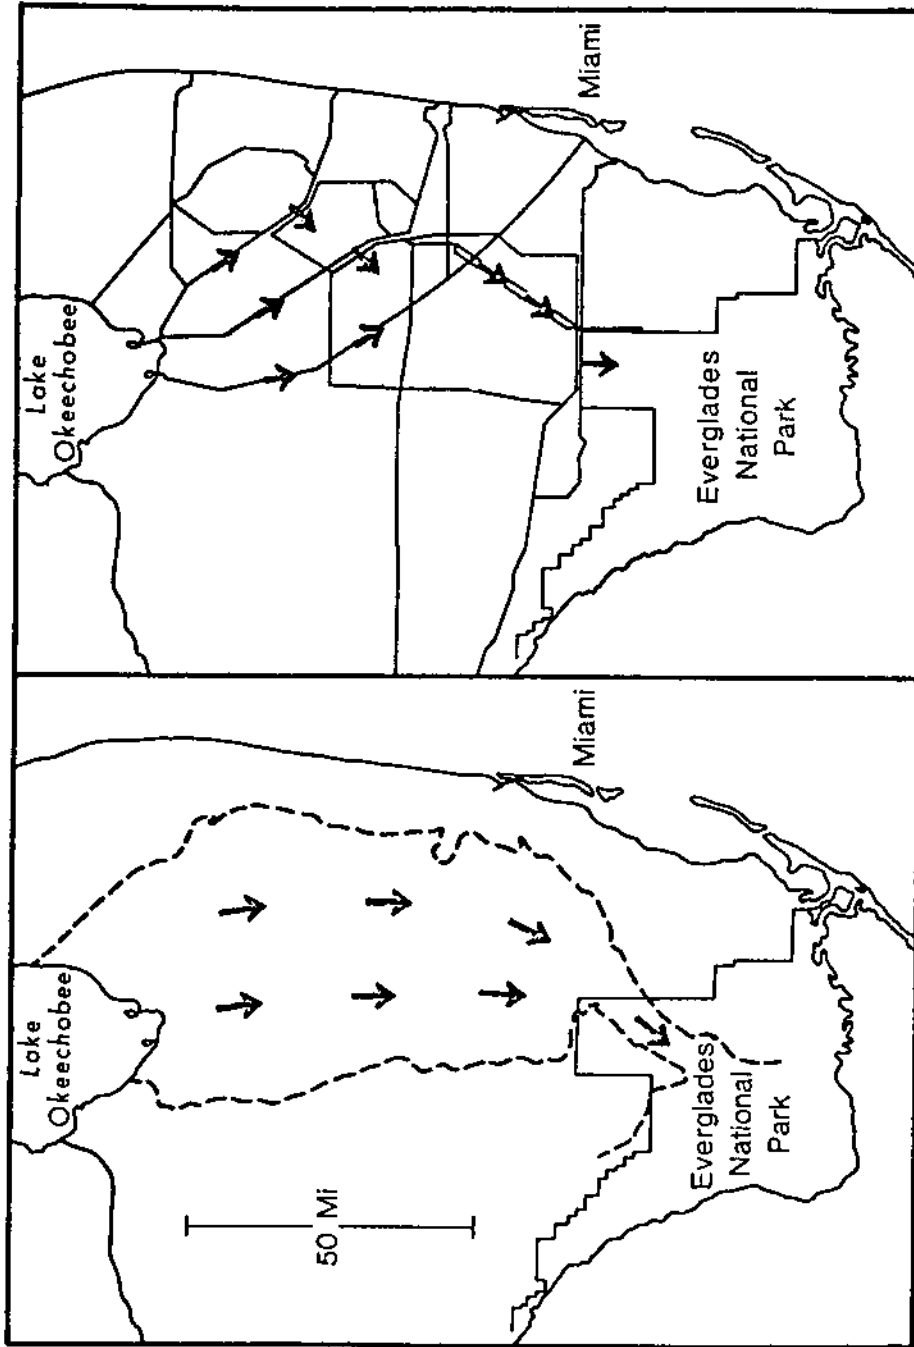 Lake
Okeechobee
50 Mi
Miami
Everglades
National
Park
Lake
Okeechobee
Miami
Everglades
National
Park